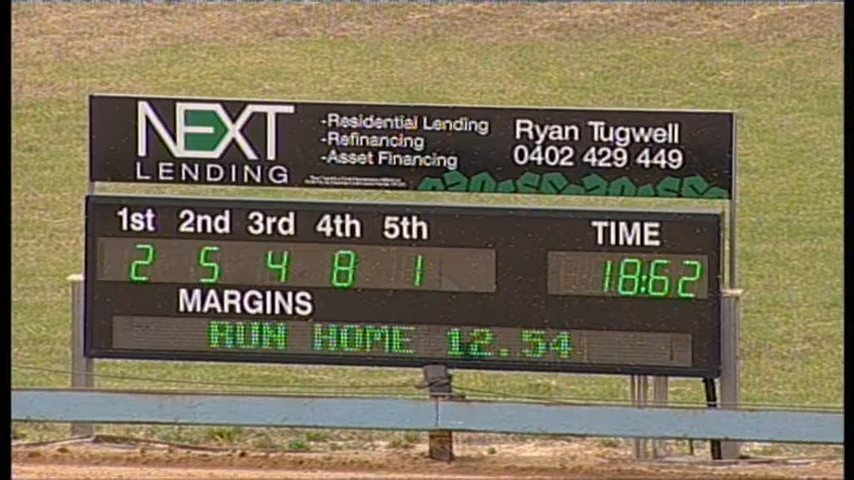 NEXT
LENDING
-Residential Lending
-Refinancing
-Asset Financing
Ryan Tugwell
0402 429 449
1st 2nd 3rd 4th 5th TIME
2 5 4 8 1 18:62
MARGINS
RUN HOME 12.54